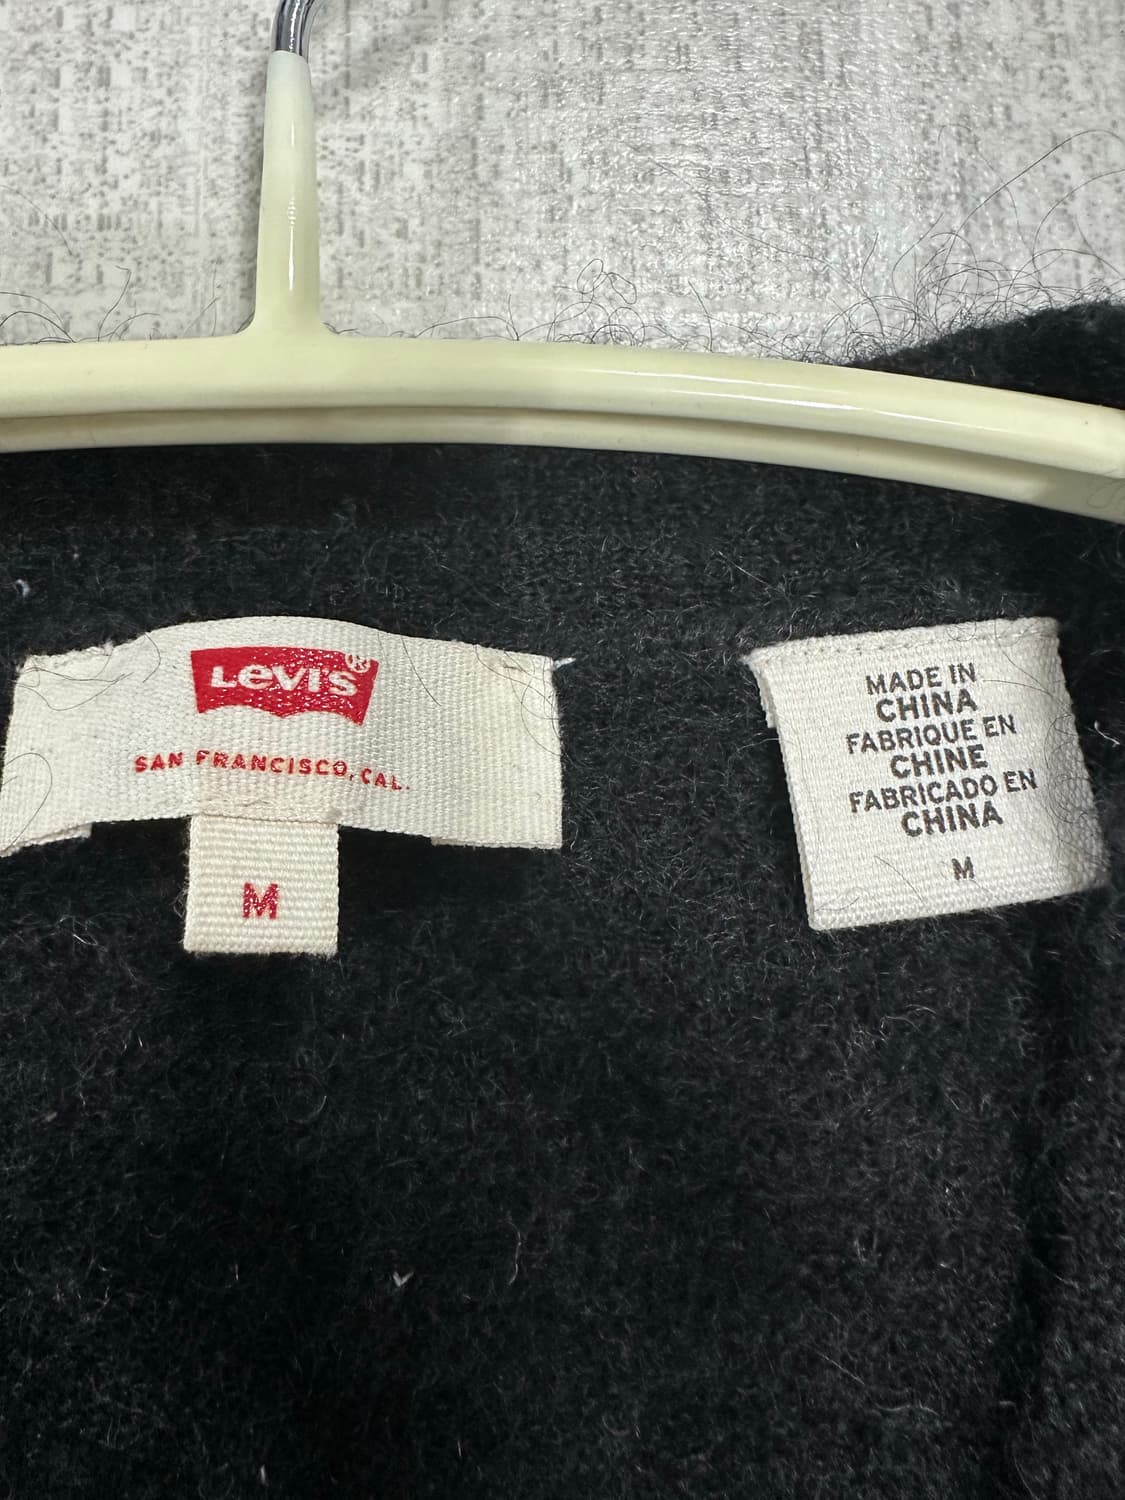 Levi's®
SAN FRANCISCO, CAL.
M
MADE IN
CHINA
FABRIQUE EN
CHINE
FABRICADO EN
CHINA
M